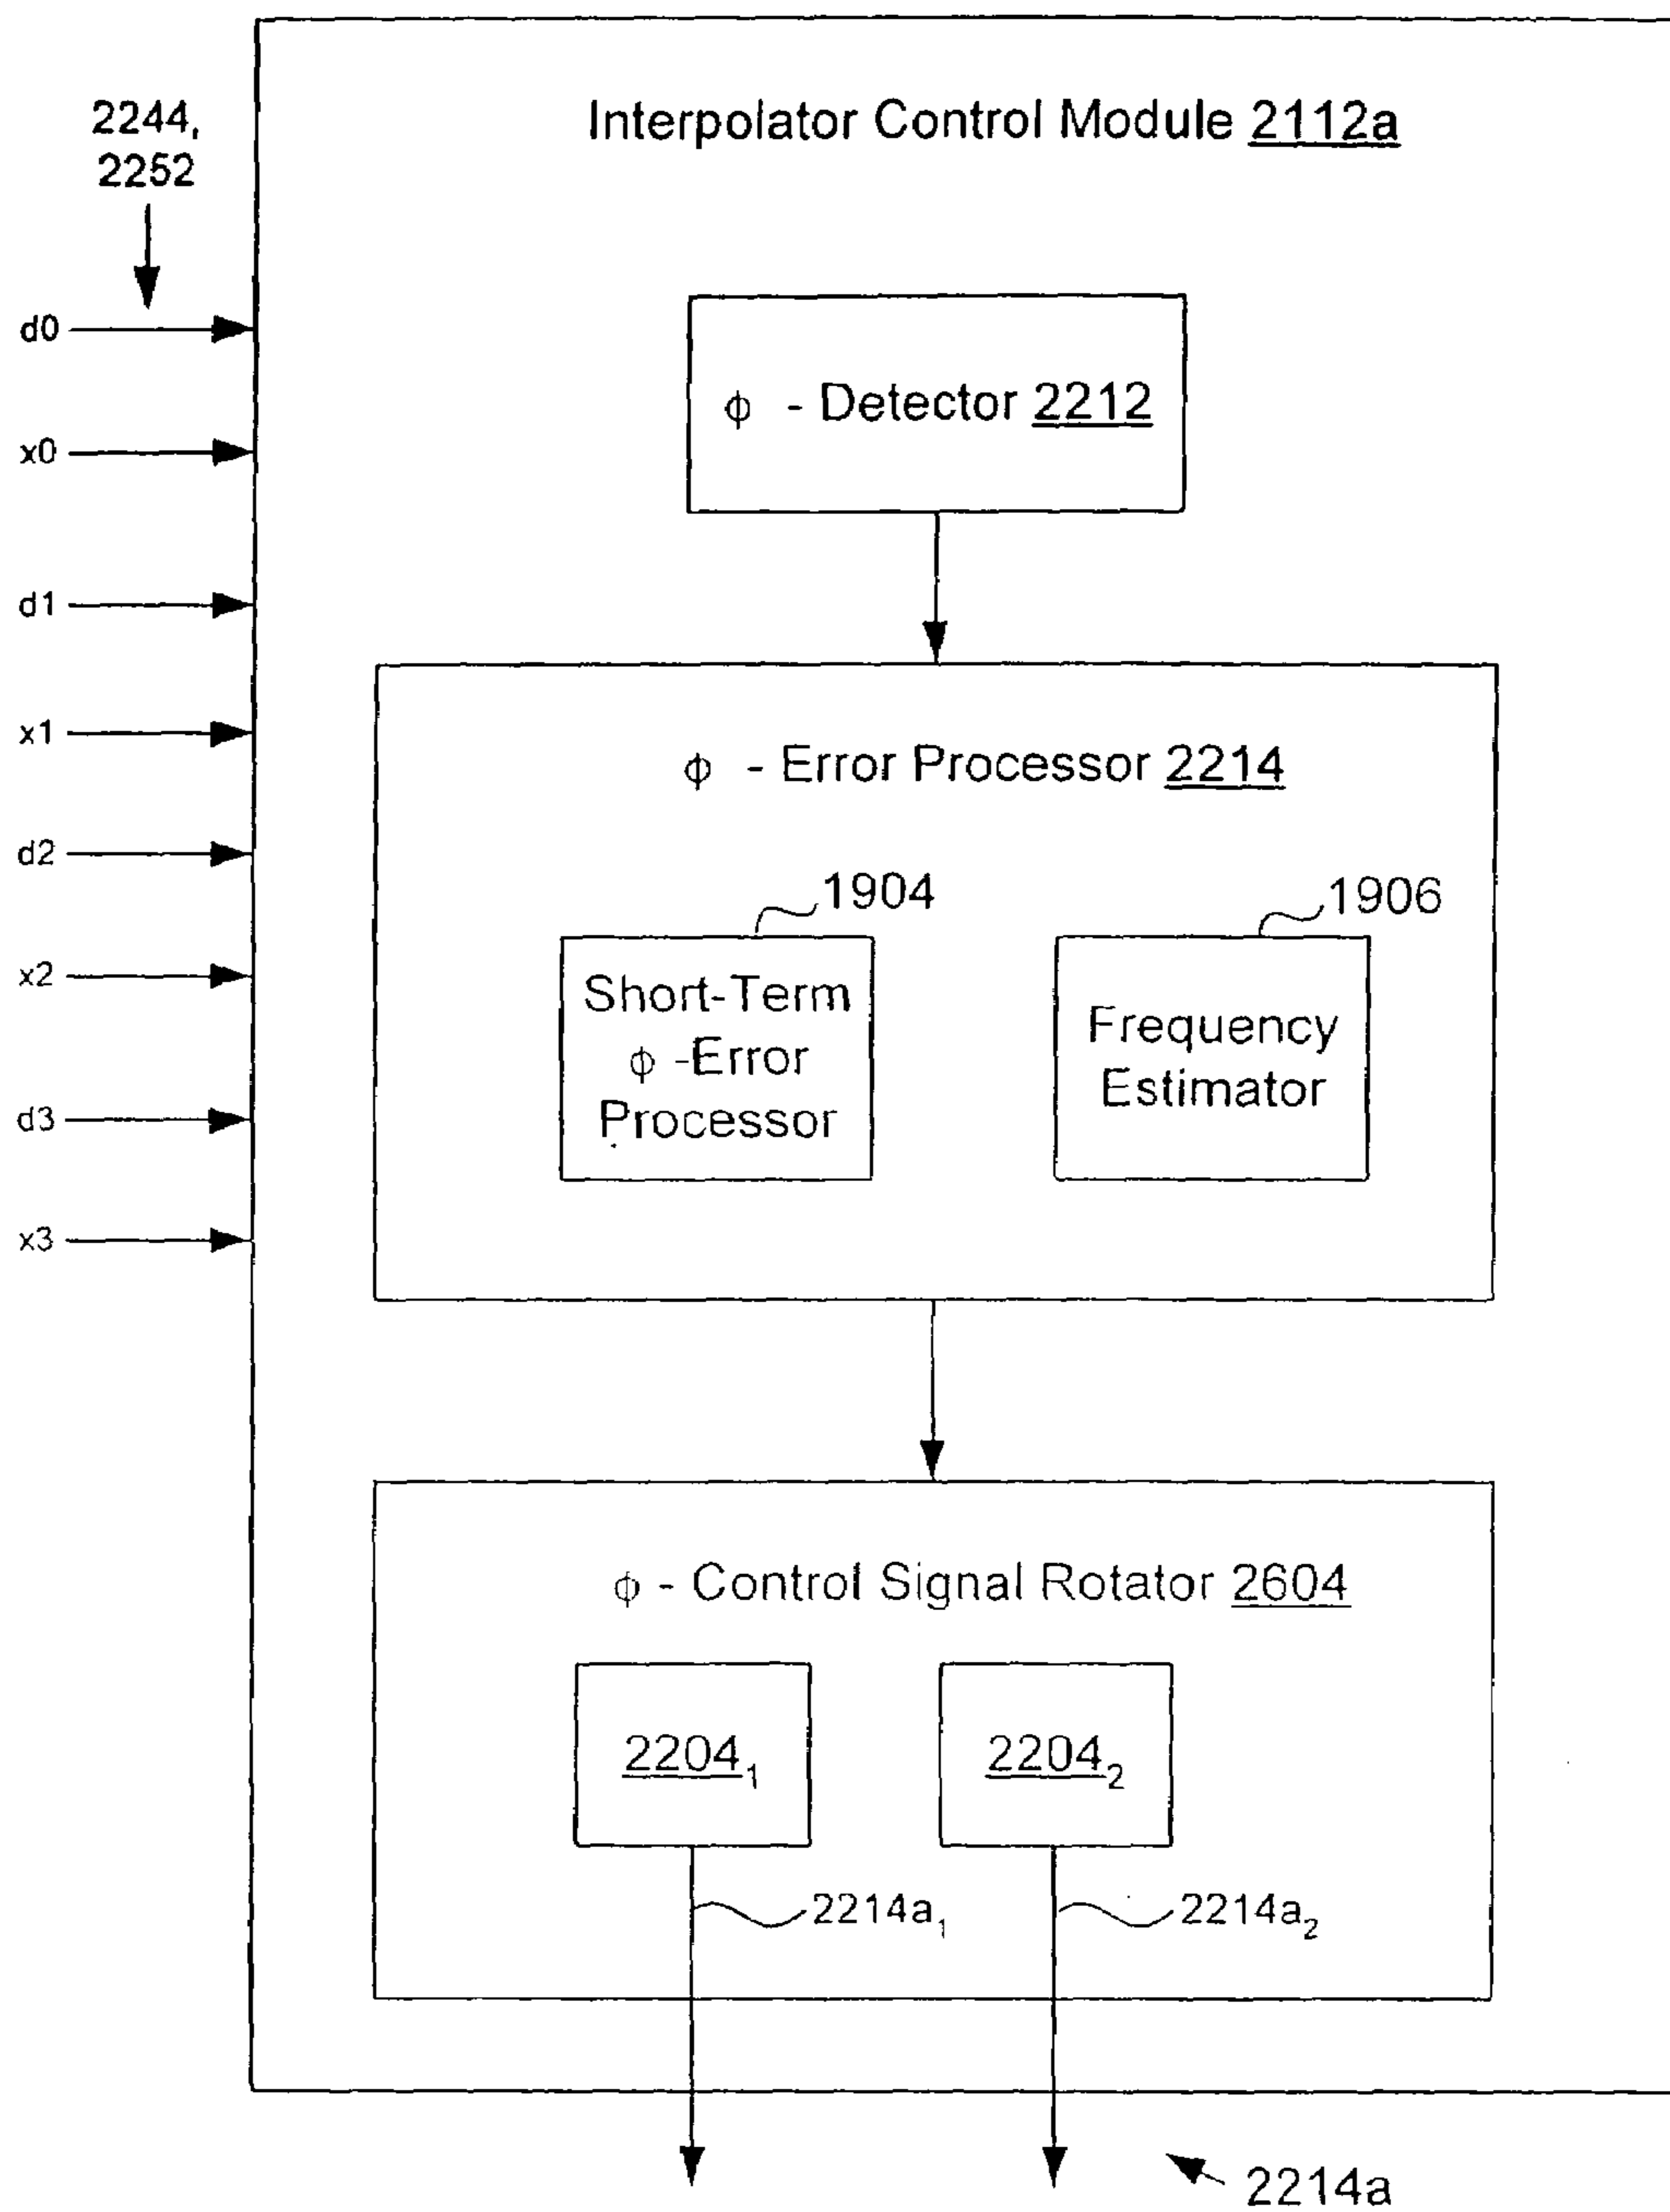 Interpolator Control Module 2112a
2244,
2252
d0
x0
d1
x1
d2
x2
d3
x3
ϕ - Detector 2212
ϕ - Error Processor 2214
1904
Short-Term
ϕ -Error
Processor
1906
Frequency
Estimator
ϕ - Control Signal Rotator 2604
2204₁
2204₂
2214a₁
2214a₂
2214a